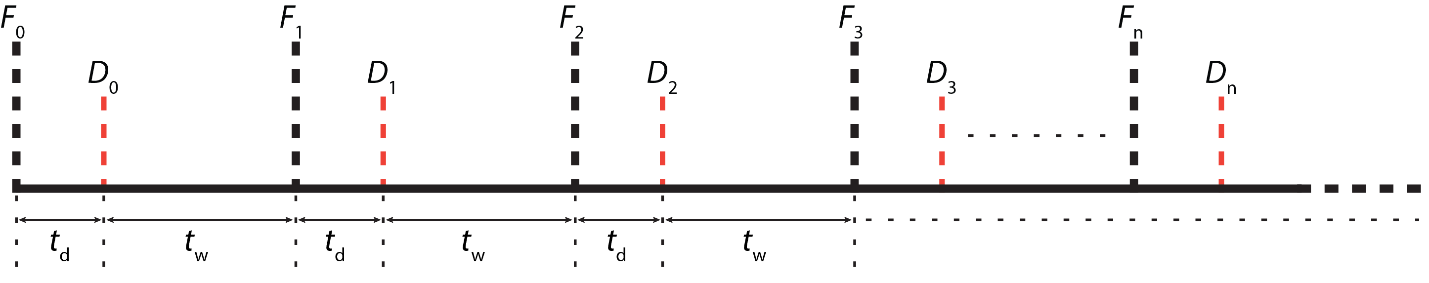 F0 F1 F2 F3 Fn
D0 D1 D2 D3 Dn
td tw td tw td tw